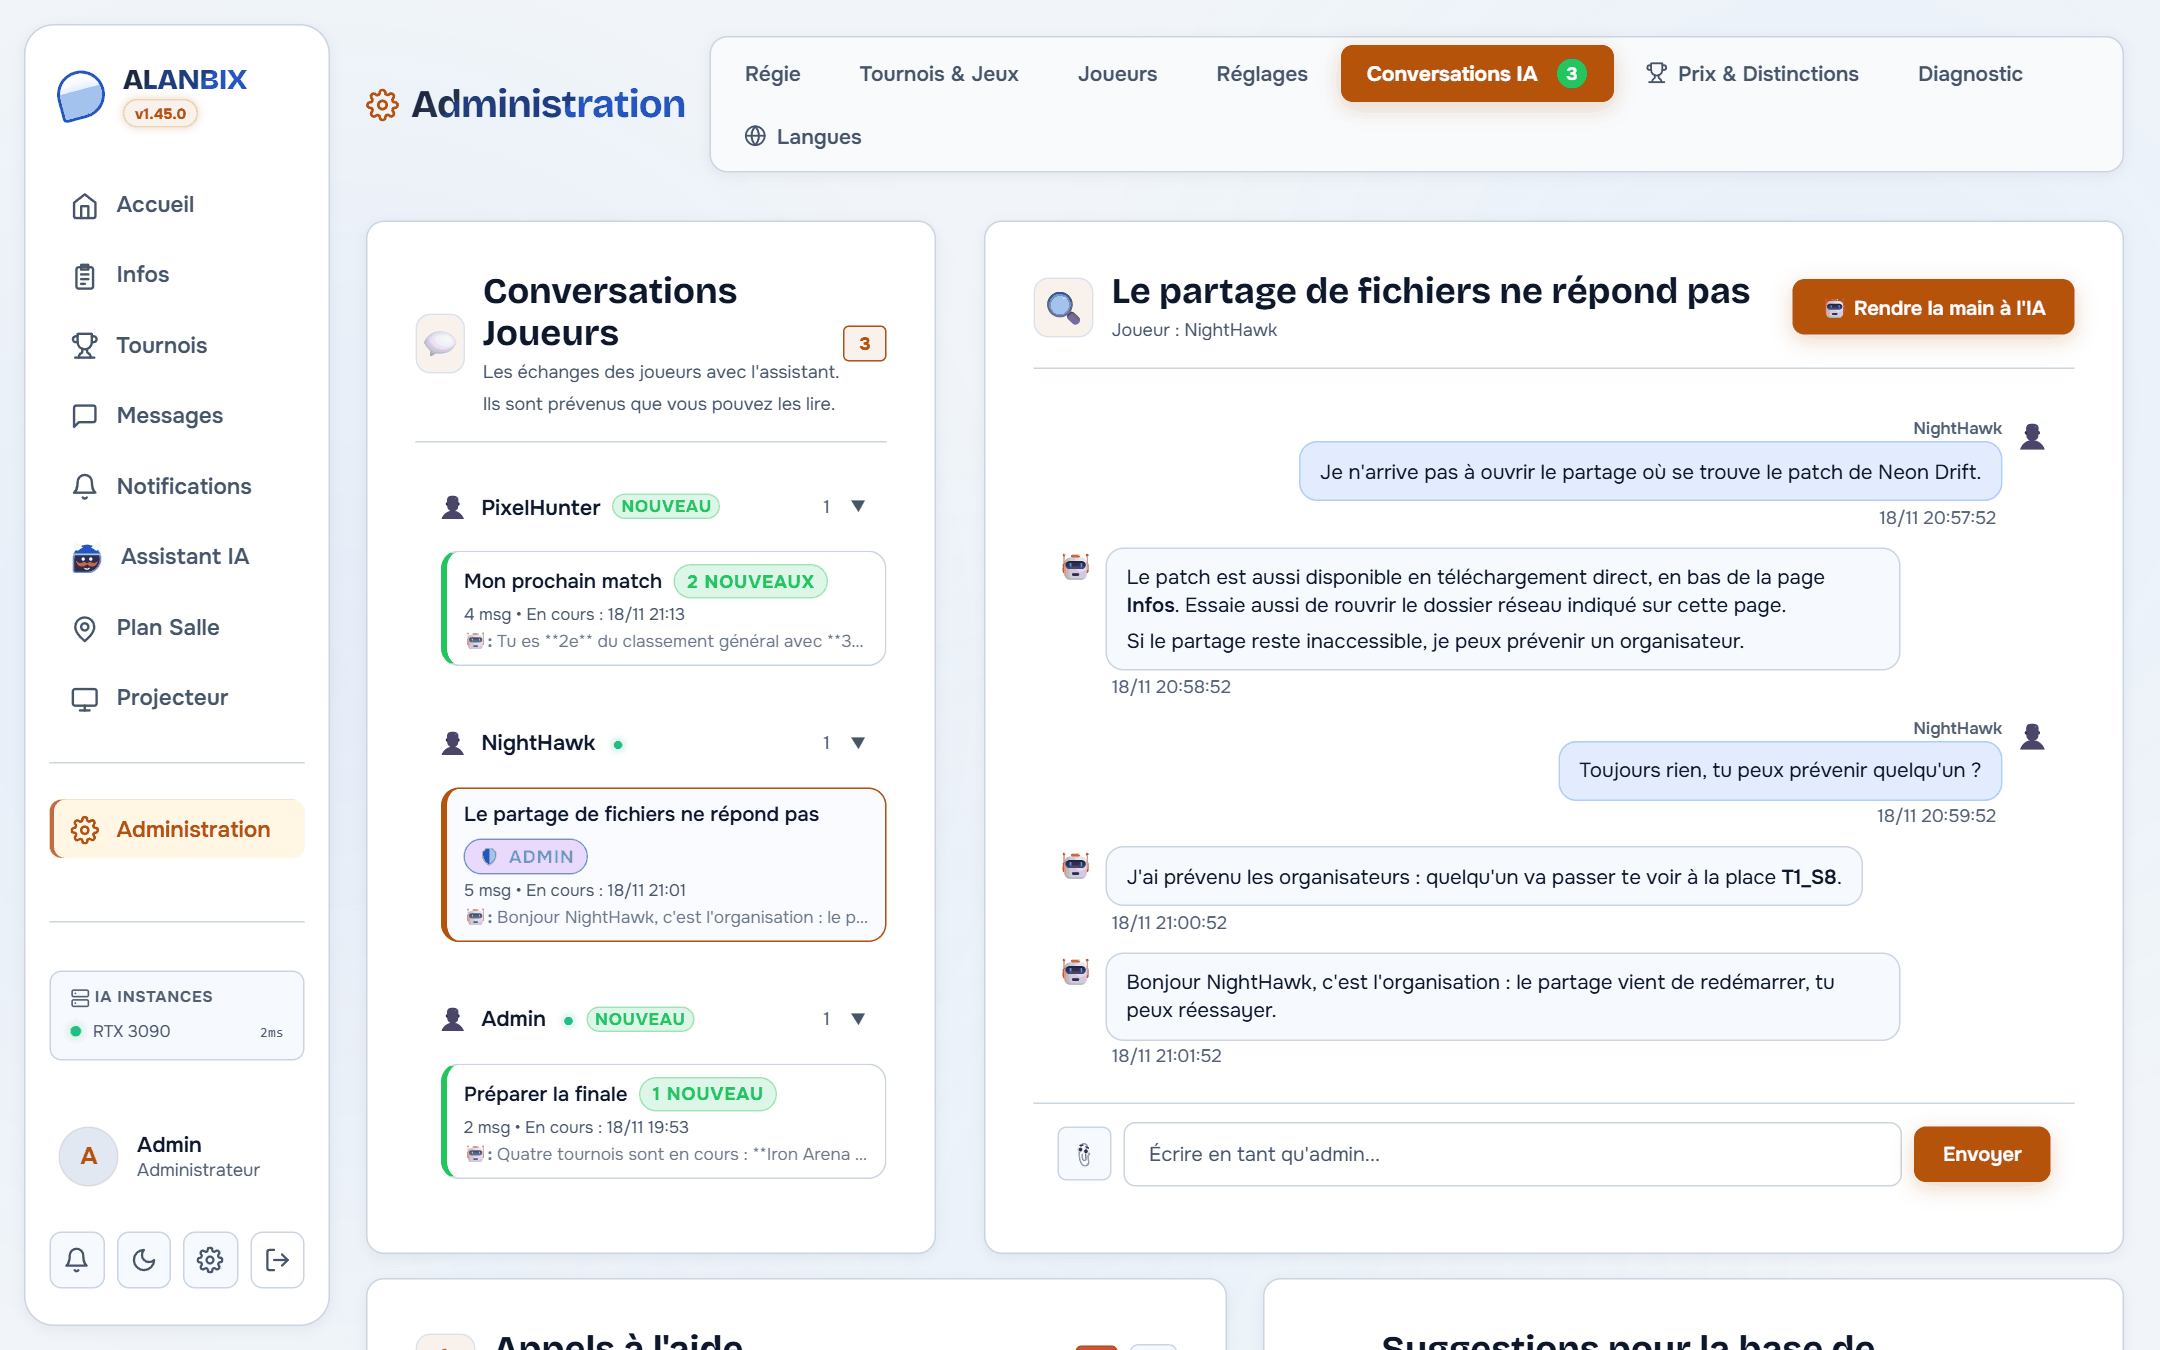 ALANBIX
v1.45.0
Accueil
Infos
Tournois
Messages
Notifications
Assistant IA
Plan Salle
Projecteur
Administration
IA INSTANCES
RTX 3090 2ms
A
Admin
Administrateur
Administration
Régie Tournois & Jeux Joueurs Réglages Conversations IA 3 Prix & Distinctions Diagnostic
Langues
Conversations
Joueurs
Les échanges des joueurs avec l'assistant.
Ils sont prévenus que vous pouvez les lire.
3
PixelHunter NOUVEAU 1 ▼
Mon prochain match 2 NOUVEAUX
4 msg • En cours : 18/11 21:13
: Tu es **2e** du classement général avec **3...
NightHawk 1 ▼
Le partage de fichiers ne répond pas
ADMIN
5 msg • En cours : 18/11 21:01
: Bonjour NightHawk, c'est l'organisation : le p...
Admin NOUVEAU 1 ▼
Préparer la finale 1 NOUVEAU
2 msg • En cours : 18/11 19:53
: Quatre tournois sont en cours : **Iron Arena ...
Le partage de fichiers ne répond pas
Joueur : NightHawk
Rendre la main à l'IA
NightHawk
Je n'arrive pas à ouvrir le partage où se trouve le patch de Neon Drift.
18/11 20:57:52
Le patch est aussi disponible en téléchargement direct, en bas de la page
Infos. Essaie aussi de rouvrir le dossier réseau indiqué sur cette page.
Si le partage reste inaccessible, je peux prévenir un organisateur.
18/11 20:58:52
NightHawk
Toujours rien, tu peux prévenir quelqu'un ?
18/11 20:59:52
J'ai prévenu les organisateurs : quelqu'un va passer te voir à la place T1_S8.
18/11 21:00:52
Bonjour NightHawk, c'est l'organisation : le partage vient de redémarrer, tu
peux réessayer.
18/11 21:01:52
Écrire en tant qu'admin...
Envoyer
Appels à l'aide
Suggestions pour la base de